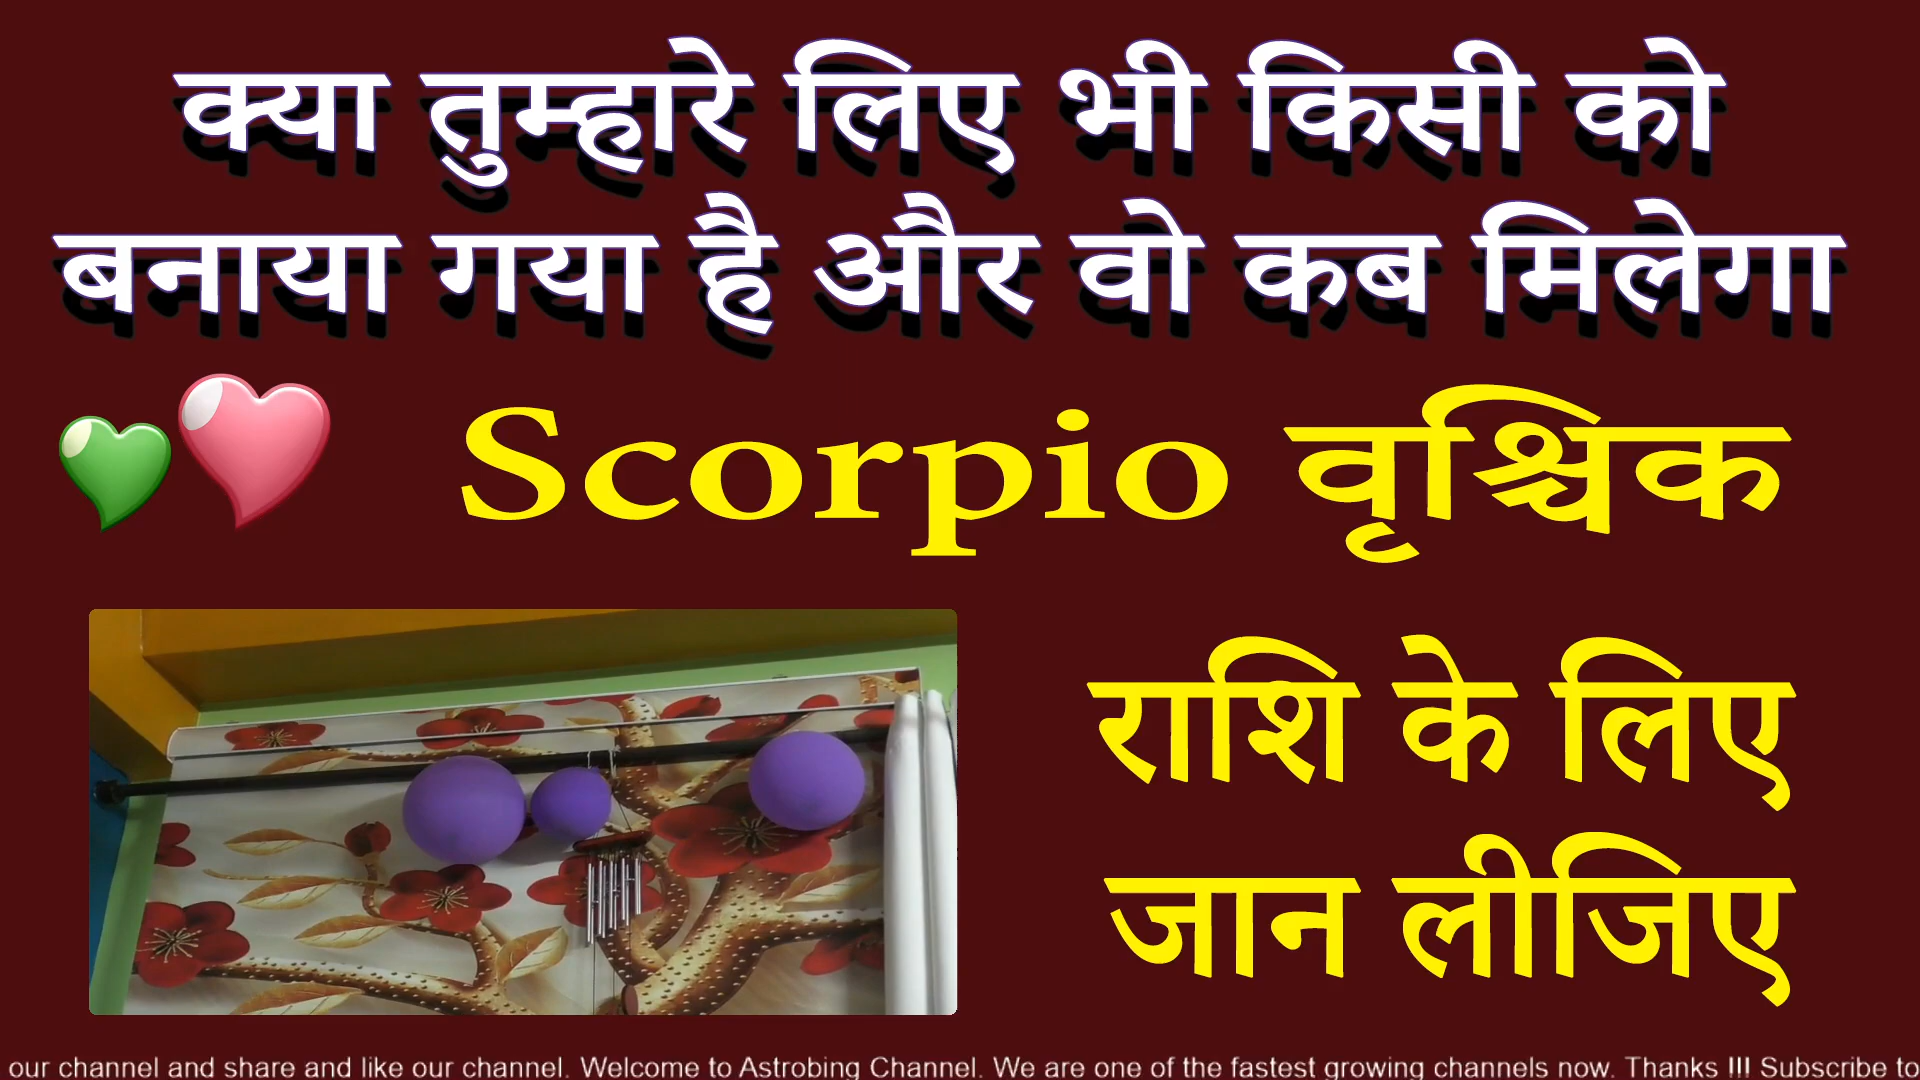 क्या तुम्हारे लिए भी किसी को
बनाया गया है और वो कब मिलेगा
Scorpio वृश्चिक
राशि के लिए
जान लीजिए
our channel and share and like our channel. Welcome to Astrobing Channel. We are one of the fastest growing channels now. Thanks !!! Subscribe to